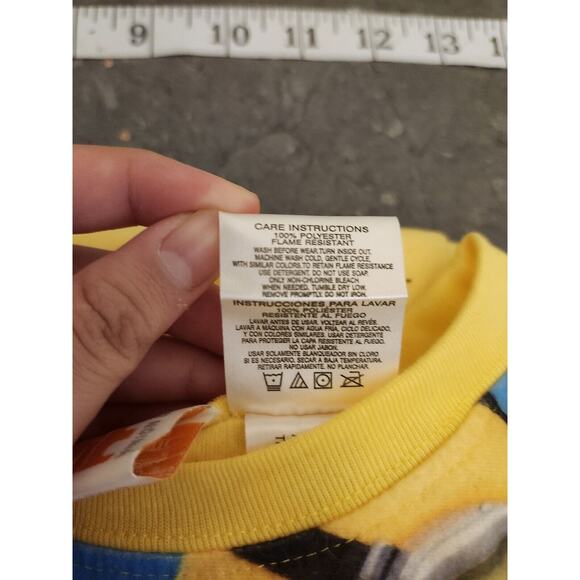 9 10 11 12 13
CARE INSTRUCTIONS
100% POLYESTER
FLAME RESISTANT
WASH BEFORE WEAR.TURN INSIDE OUT.
MACHINE WASH COLD, GENTLE CYCLE,
WITH SIMILAR COLORS.TO RETAIN FLAME RESISTANCE
USE DETERGENT. DO NOT USE SOAP.
ONLY NON-CHLORINE BLEACH
WHEN NEEDED. TUMBLE DRY LOW.
REMOVE PROMPTLY. DO NOT IRON.
INSTRUCCIONES PARA LAVAR
100% POLIÉSTER
RESISTENTE AL FUEGO
LAVAR ANTES DE USAR. VOLTEAR AL REVÉS.
LAVAR A MÁQUINA CON AGUA FRÍA, CICLO DELICADO,
Y CON COLORES SIMILARES. USAR DETERGENTE
PARA PROTEGER LA CAPA RESISTENTE AL FUEGO.
NO USAR JABON.
USAR SOLAMENTE BLANQUEADOR SIN CLORO
SI ES NECESARIO. SECAR A BAJA TEMPERATURA.
RETIRAR RAPIDAMENTE. NO PLANCHAR.